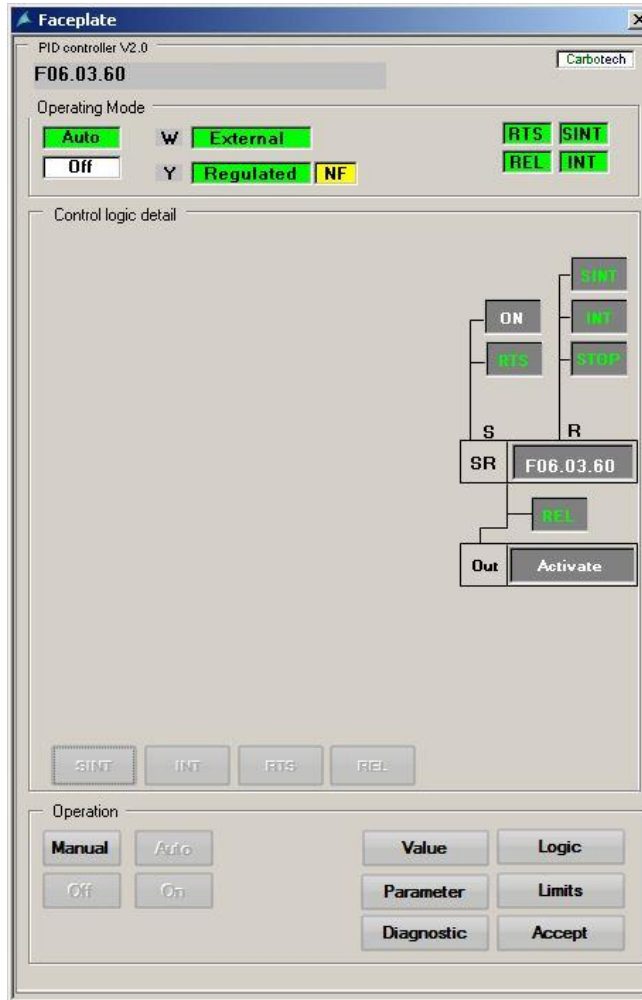 Faceplate
PID controller V2.0
Carbotech
F06.03.60
Operating Mode
Auto W External RTS SINT
Off Y Regulated NF REL INT
Control logic detail
SINT
ON INT
RTS STOP
S R
SR F06.03.60
REL
Out Activate
SINT INT RTS REL
Operation
Manual Auto Value Logic
Off On Parameter Limits
Diagnostic Accept